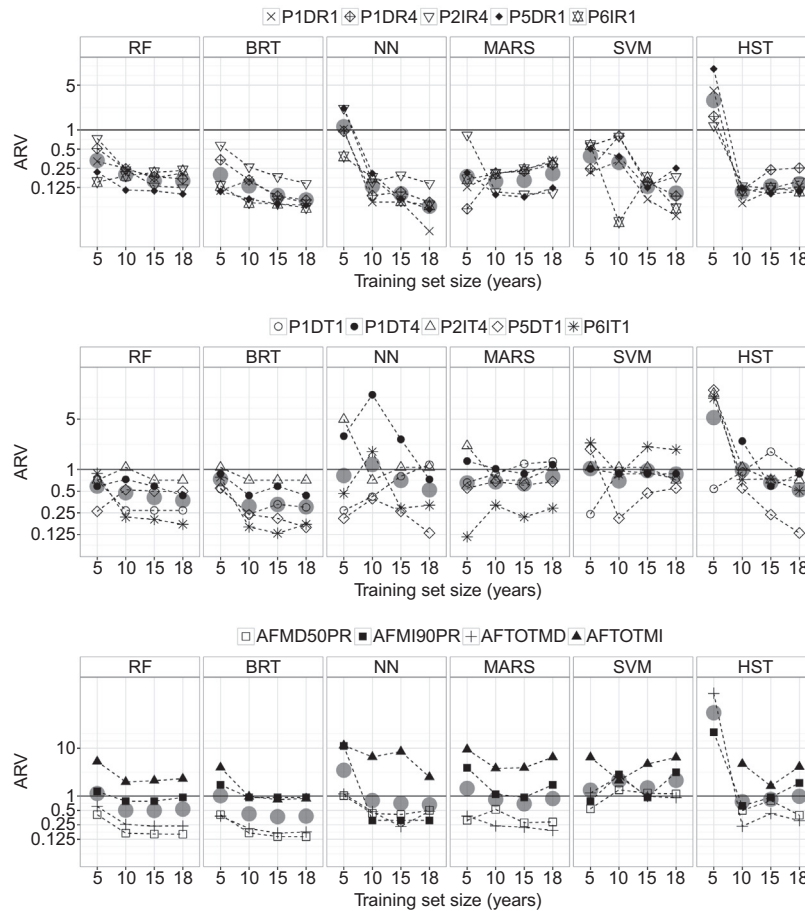 P1DR1 P1DR4 P2IR4 P5DR1 P6IR1
RF BRT NN MARS SVM HST
ARV
5
1
0.5
0.25
0.125
5 10 15 18 5 10 15 18 5 10 15 18 5 10 15 18 5 10 15 18 5 10 15 18
Training set size (years)
P1DT1 P1DT4 P2IT4 P5DT1 P6IT1
RF BRT NN MARS SVM HST
ARV
5
1
0.5
0.25
0.125
5 10 15 18 5 10 15 18 5 10 15 18 5 10 15 18 5 10 15 18 5 10 15 18
Training set size (years)
AFMD50PR AFMI90PR AFTOTMD AFTOTMI
RF BRT NN MARS SVM HST
ARV
10
1
0.5
0.25
0.125
5 10 15 18 5 10 15 18 5 10 15 18 5 10 15 18 5 10 15 18 5 10 15 18
Training set size (years)